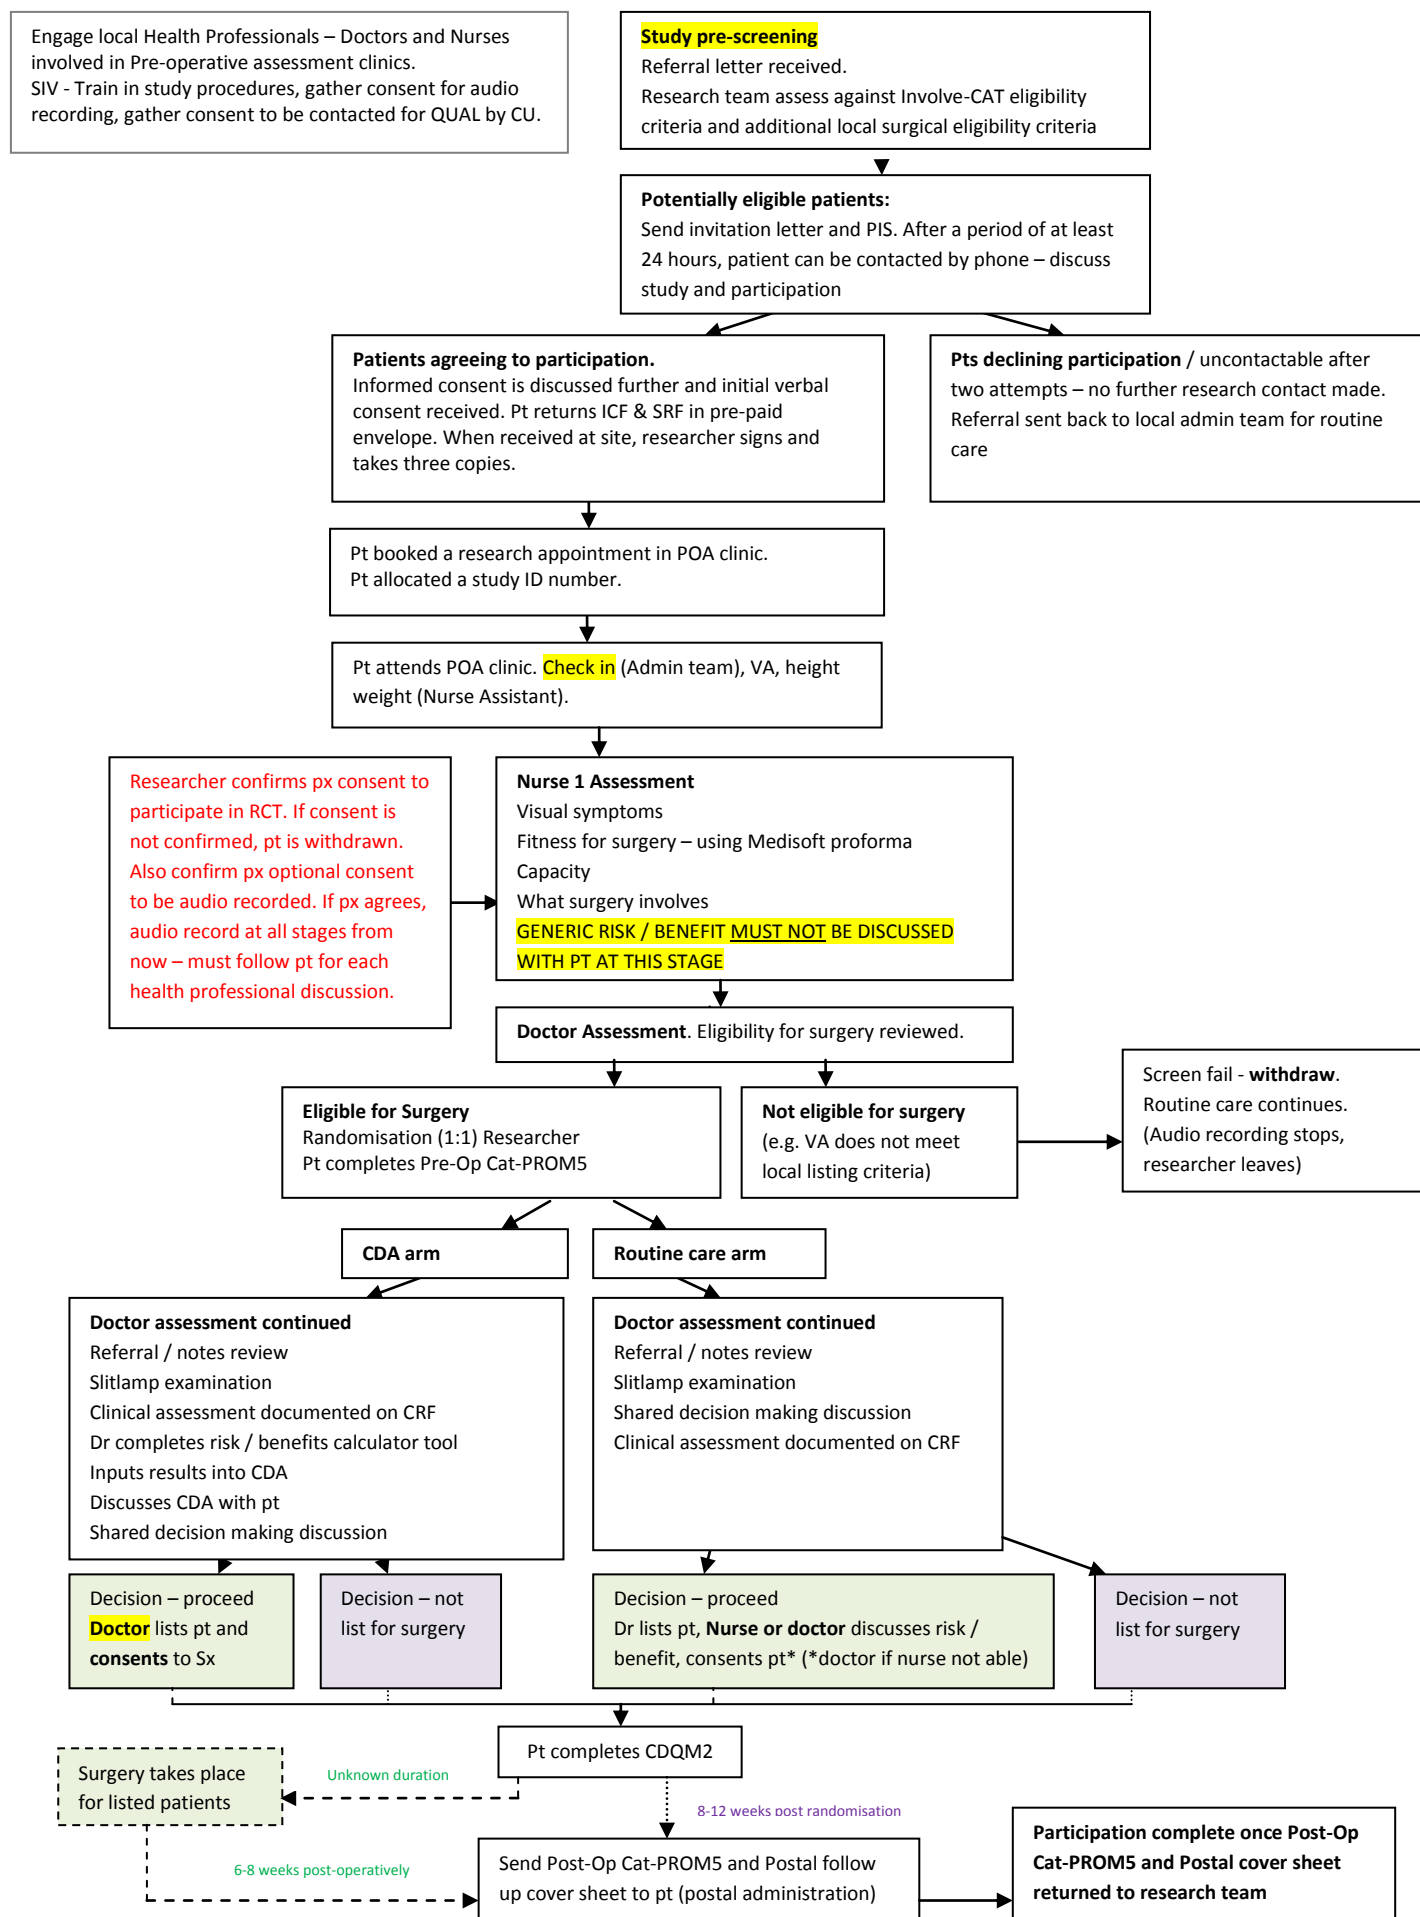 Engage local Health Professionals – Doctors and Nurses
involved in Pre-operative assessment clinics.
SIV - Train in study procedures, gather consent for audio
recording, gather consent to be contacted for QUAL by CU.
Study pre-screening
Referral letter received.
Research team assess against Involve-CAT eligibility
criteria and additional local surgical eligibility criteria
Potentially eligible patients:
Send invitation letter and PIS. After a period of at least
24 hours, patient can be contacted by phone – discuss
study and participation
Patients agreeing to participation.
Informed consent is discussed further and initial verbal
consent received. Pt returns ICF & SRF in pre-paid
envelope. When received at site, researcher signs and
takes three copies.
Pts declining participation / uncontactable after
two attempts – no further research contact made.
Referral sent back to local admin team for routine
care
Pt booked a research appointment in POA clinic.
Pt allocated a study ID number.
Pt attends POA clinic. Check in (Admin team), VA, height
weight (Nurse Assistant).
Researcher confirms px consent to
participate in RCT. If consent is
not confirmed, pt is withdrawn.
Also confirm px optional consent
to be audio recorded. If px agrees,
audio record at all stages from
now – must follow pt for each
health professional discussion.
Nurse 1 Assessment
Visual symptoms
Fitness for surgery – using Medisoft proforma
Capacity
What surgery involves
GENERIC RISK / BENEFIT MUST NOT BE DISCUSSED
WITH PT AT THIS STAGE
Doctor Assessment. Eligibility for surgery reviewed.
Eligible for Surgery
Randomisation (1:1) Researcher
Pt completes Pre-Op Cat-PROM5
Not eligible for surgery
(e.g. VA does not meet
local listing criteria)
Screen fail - withdraw.
Routine care continues.
(Audio recording stops,
researcher leaves)
CDA arm
Routine care arm
Doctor assessment continued
Referral / notes review
Slitlamp examination
Clinical assessment documented on CRF
Dr completes risk / benefits calculator tool
Inputs results into CDA
Discusses CDA with pt
Shared decision making discussion
Doctor assessment continued
Referral / notes review
Slitlamp examination
Shared decision making discussion
Clinical assessment documented on CRF
Decision – proceed
Doctor lists pt and
consents to Sx
Decision – not
list for surgery
Decision – proceed
Dr lists pt, Nurse or doctor discusses risk /
benefit, consents pt* (*doctor if nurse not able)
Decision – not
list for surgery
Pt completes CDQM2
Surgery takes place
for listed patients
Unknown duration
8-12 weeks post randomisation
6-8 weeks post-operatively
Send Post-Op Cat-PROM5 and Postal follow
up cover sheet to pt (postal administration)
Participation complete once Post-Op
Cat-PROM5 and Postal cover sheet
returned to research team